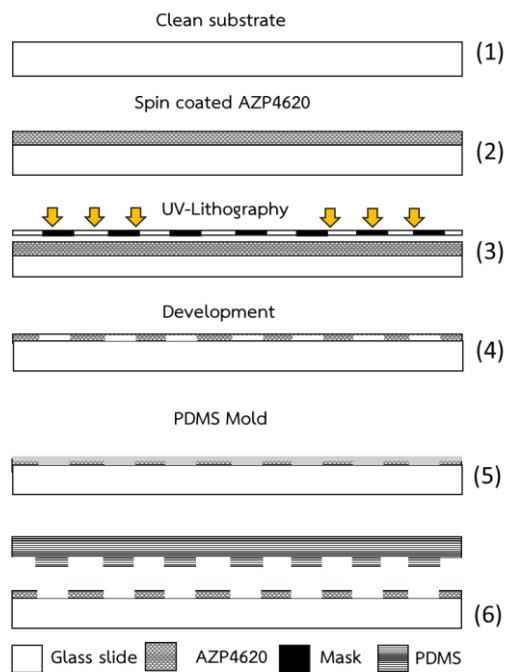 Clean substrate
(1)
Spin coated AZP4620
(2)
UV-Lithography
(3)
Development
(4)
PDMS Mold
(5)
(6)
Glass slide AZP4620 Mask PDMS